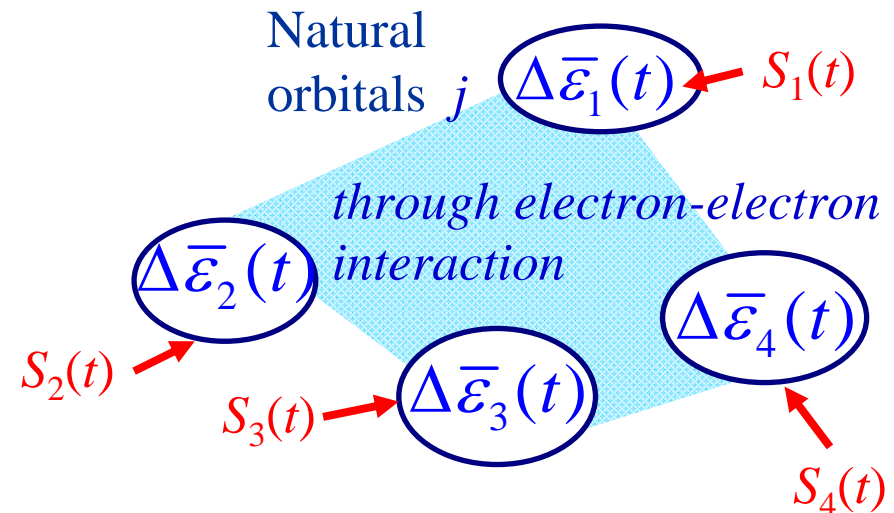 Natural
orbitals j
Δε̅₁(t)
S₁(t)
through electron-electron
interaction
Δε̅₂(t)
Δε̅₄(t)
S₂(t)
Δε̅₃(t)
S₃(t)
S₄(t)